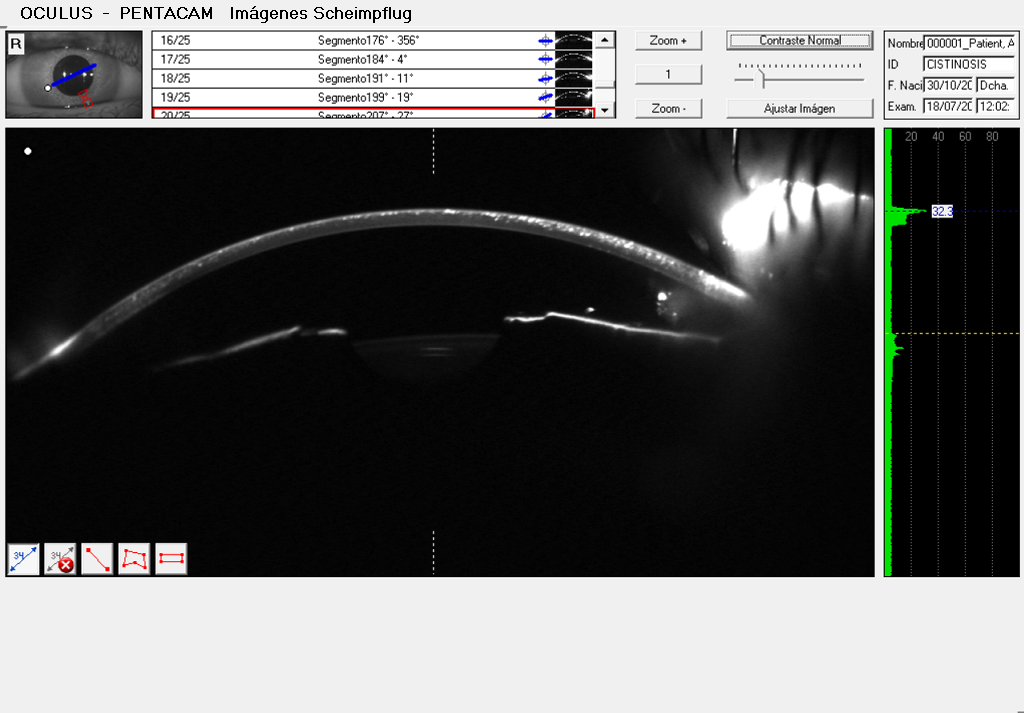 OCULUS - PENTACAM Imágenes Scheimpflug
R
16/25 Segmento176° - 356°
17/25 Segmento184° - 4°
18/25 Segmento191° - 11°
19/25 Segmento199° - 19°
20/25 Segmento207° - 27°
Zoom +
1
Zoom -
Contraste Normal
Ajustar Imágen
Nombre 000001_Patient, A
ID CISTINOSIS
F. Naci 30/10/20 Dcha.
Exam. 18/07/20 12:02:
20 40 60 80
32.3
34 34